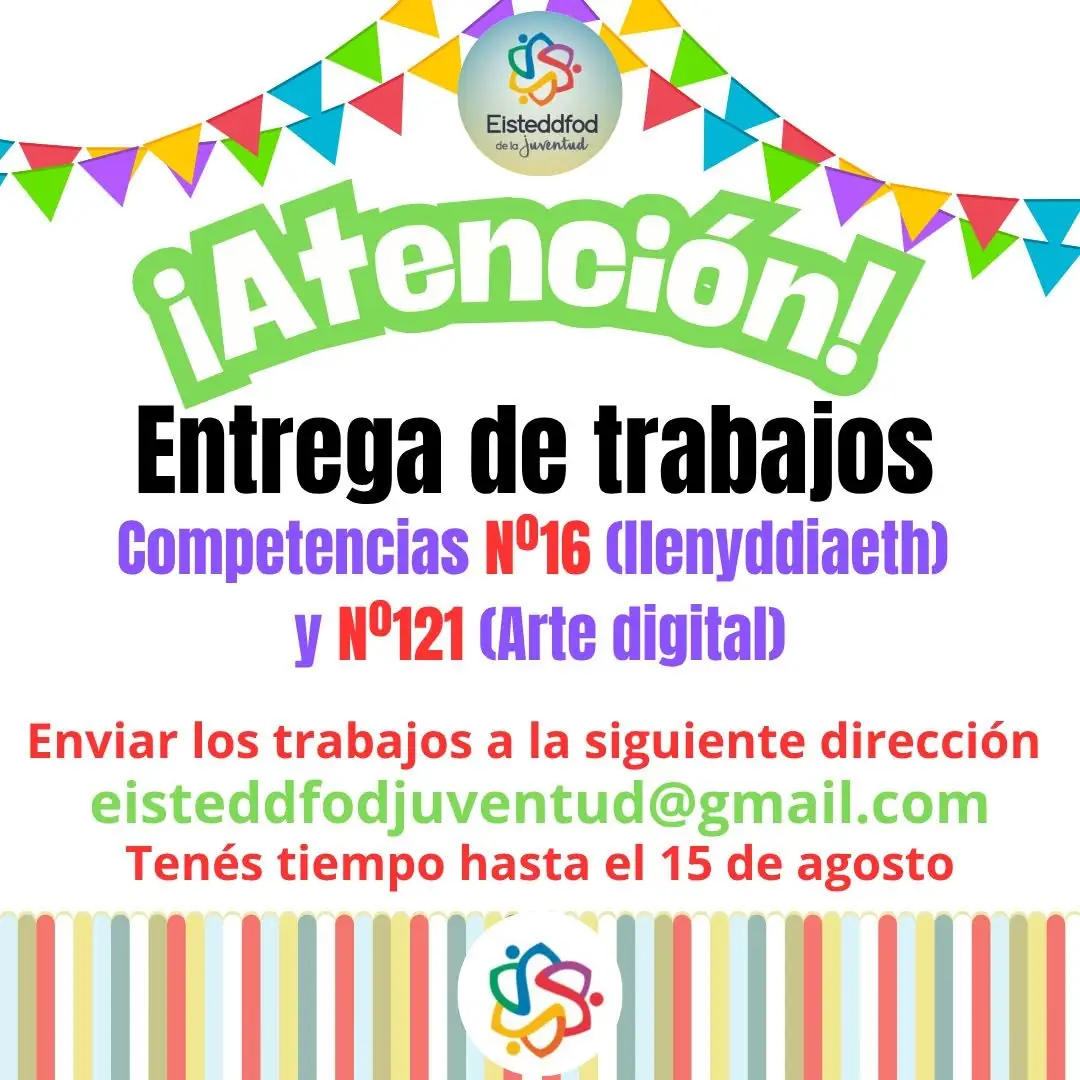 Eisteddfod
de la juventud
¡Atención!
Entrega de trabajos
Competencias Nº16 (llenyddiaeth)
y Nº121 (Arte digital)
Enviar los trabajos a la siguiente dirección
eisteddfodjuventud@gmail.com
Tenés tiempo hasta el 15 de agosto